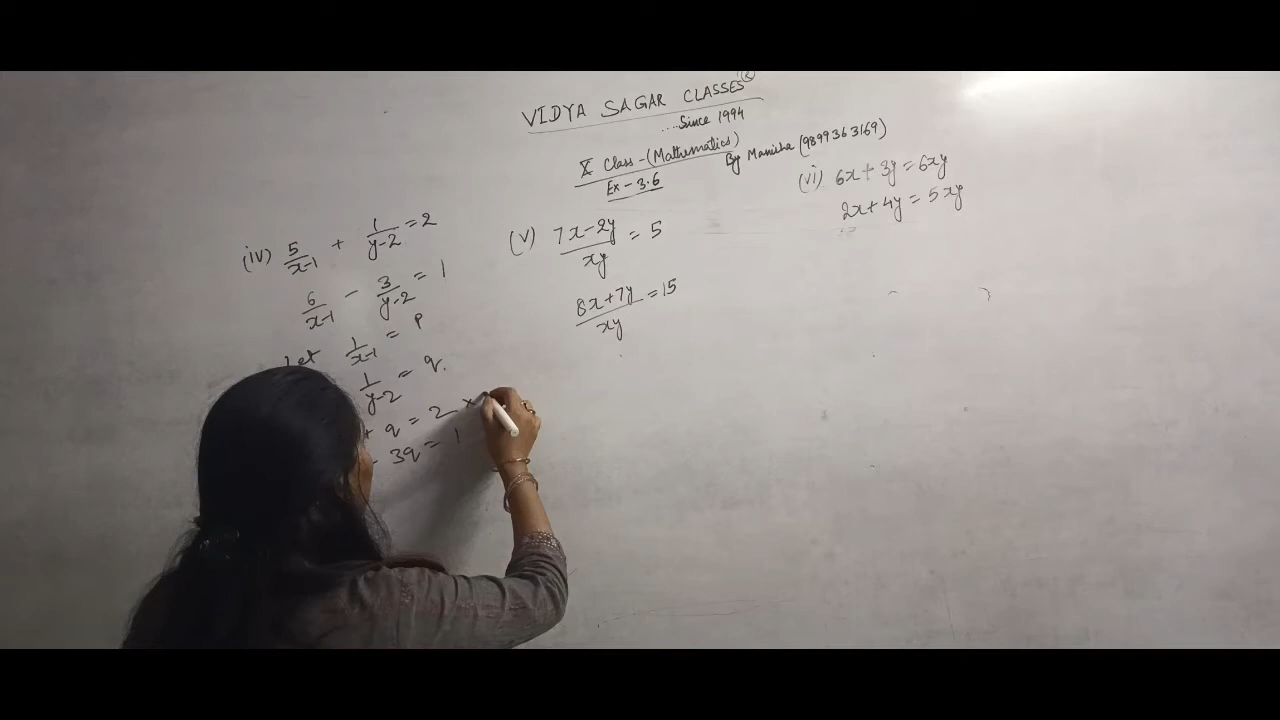 VIDYA SAGAR CLASSES ®
....Since 1994
X Class - (Mathematics)
By Manisha (9899363169)
Ex - 3.6
(iv) 5/x-1 + 1/y-2 = 2
6/x-1 - 3/y-2 = 1
Let 1/x-1 = P
1/y-2 = q.
+ q = 2 ×
- 3q = 1
(v) 7x-2y/xy = 5
8x+7y/xy = 15
(vi) 6x+3y = 6xy
2x+4y = 5xy